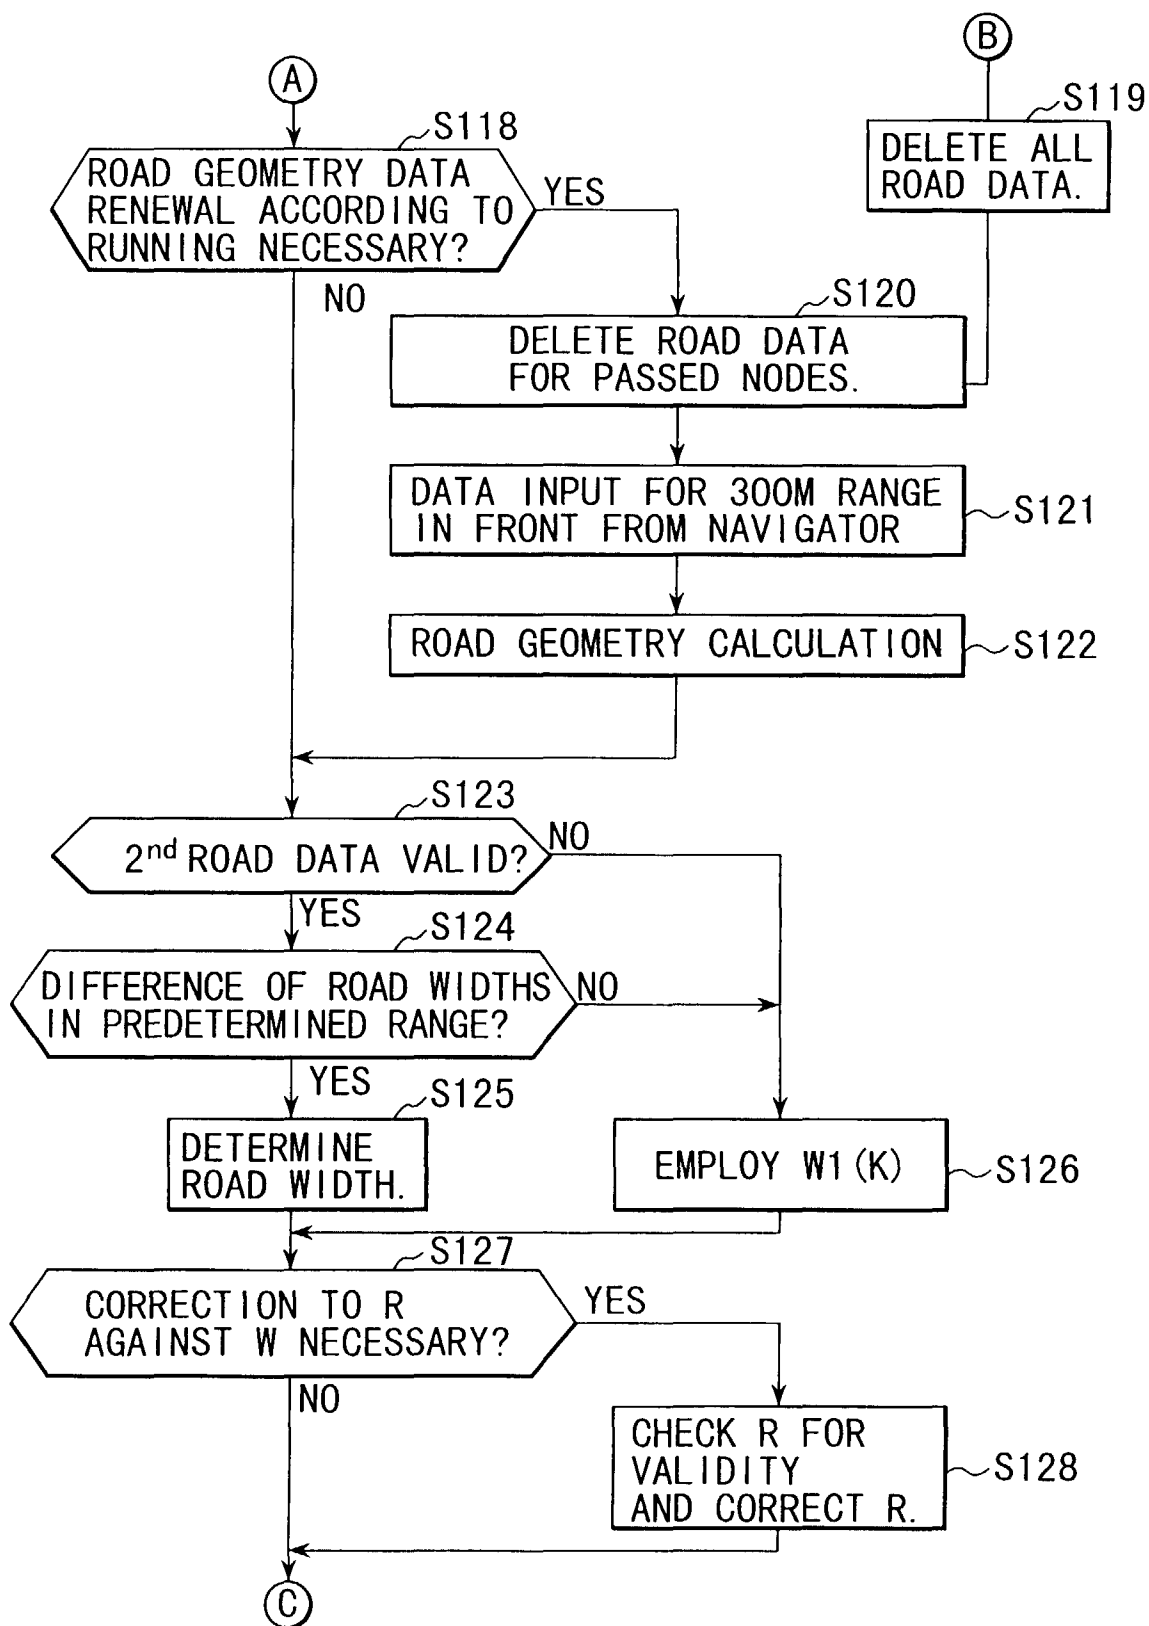 B
A
S119
DELETE ALL
ROAD DATA.
S118
ROAD GEOMETRY DATA
RENEWAL ACCORDING TO
RUNNING NECESSARY?
YES
NO
S120
DELETE ROAD DATA
FOR PASSED NODES.
DATA INPUT FOR 300M RANGE
IN FRONT FROM NAVIGATOR
S121
ROAD GEOMETRY CALCULATION
S122
S123
2nd ROAD DATA VALID?
NO
YES
S124
DIFFERENCE OF ROAD WIDTHS
IN PREDETERMINED RANGE?
NO
YES
S125
DETERMINE
ROAD WIDTH.
EMPLOY W1(K)
S126
S127
CORRECTION TO R
AGAINST W NECESSARY?
YES
NO
CHECK R FOR
VALIDITY
AND CORRECT R.
S128
C